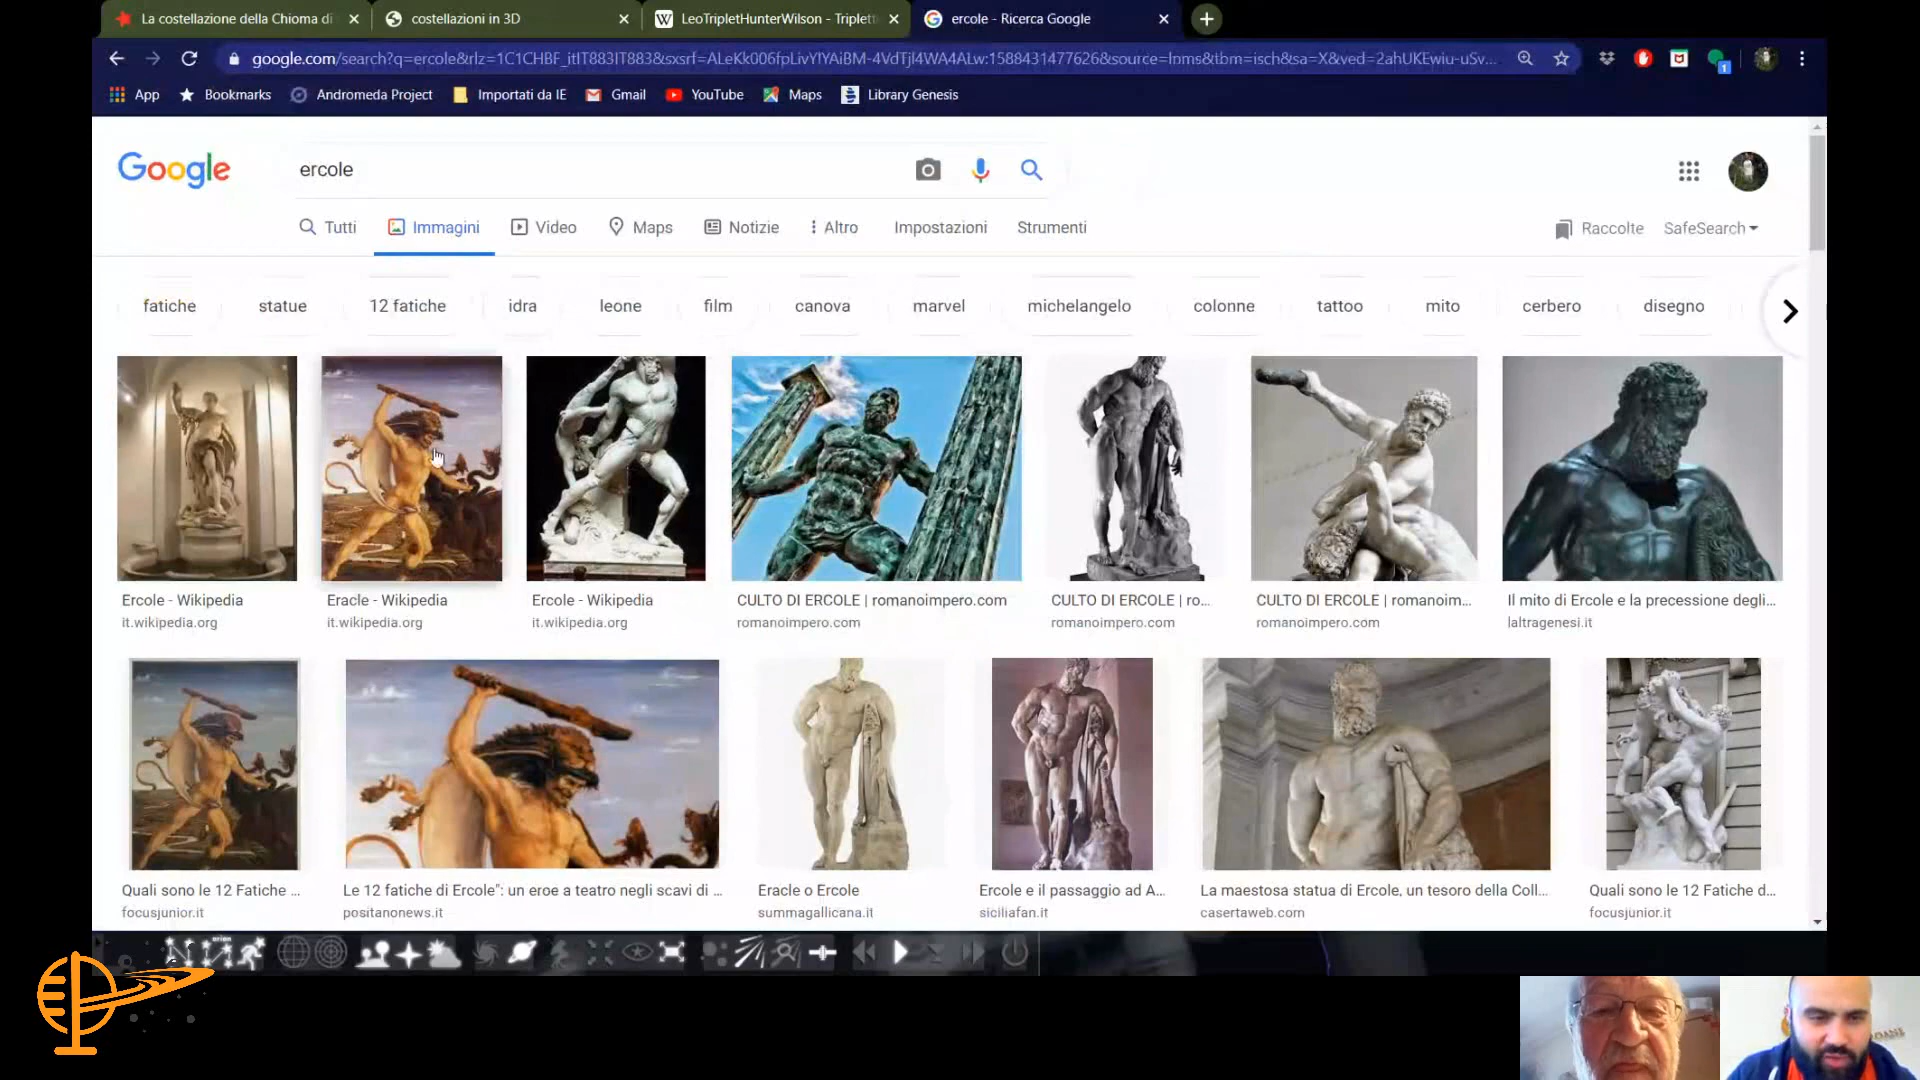 La costellazione della Chioma di
costellazioni in 3D
LeoTripletHunterWilson - Triplett
ercole - Ricerca Google
google.com/search?q=ercole&rlz=1C1CHBF_itIT883IT883&sxsrf=ALeKk006fpLivY!YAiBM-4VdTjl4WA4ALw:1588431477626&source=lnms&tbm=isch&sa=X&ved=2ahUKEwiu-uSv...
App
Bookmarks
Andromeda Project
Importati da IE
Gmail
YouTube
Maps
Library Genesis
1
Google
ercole
Tutti
Immagini
Video
Maps
Notizie
Altro
Impostazioni
Strumenti
Raccolte
SafeSearch
fatiche
statue
12 fatiche
idra
leone
film
canova
marvel
michelangelo
colonne
tattoo
mito
cerbero
disegno
Ercole - Wikipedia
it.wikipedia.org
Eracle - Wikipedia
it.wikipedia.org
Ercole - Wikipedia
it.wikipedia.org
CULTO DI ERCOLE | romanoimpero.com
romanoimpero.com
CULTO DI ERCOLE | ro...
romanoimpero.com
CULTO DI ERCOLE | romanoim...
romanoimpero.com
Il mito di Ercole e la precessione degli...
laltragenesi.it
Quali sono le 12 Fatiche ...
focusjunior.it
Le 12 fatiche di Ercole": un eroe a teatro negli scavi di ...
positanonews.it
Eracle o Ercole
summagallicana.it
Ercole e il passaggio ad A...
siciliafan.it
La maestosa statua di Ercole, un tesoro della Coll...
casertaweb.com
Quali sono le 12 Fatiche d...
focusjunior.it